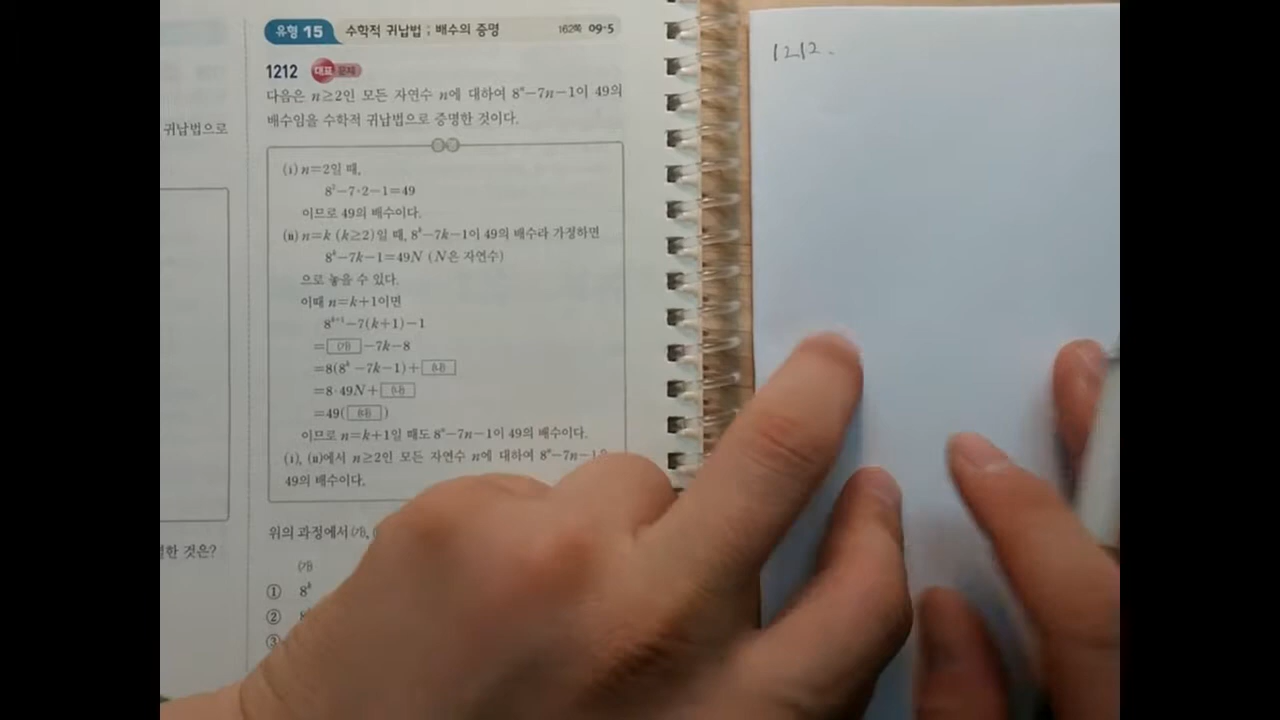 유형 15 수학적 귀납법 ; 배수의 증명 162쪽 09-5
1212 대표 문제
다음은 n≥2인 모든 자연수 n에 대하여 8ⁿ-7n-1이 49의
배수임을 수학적 귀납법으로 증명한 것이다.
귀납법으로
증명
(ⅰ) n=2일 때,
8²-7·2-1=49
이므로 49의 배수이다.
(ⅱ) n=k (k≥2)일 때, 8ᵏ-7k-1이 49의 배수라 가정하면
8ᵏ-7k-1=49N (N은 자연수)
으로 놓을 수 있다.
이때 n=k+1이면
8ᵏ⁺¹-7(k+1)-1
= (가) -7k-8
=8(8ᵏ-7k-1)+ (나)
=8·49N+ (나)
=49( (다) )
이므로 n=k+1일 때도 8ⁿ-7n-1이 49의 배수이다.
(ⅰ), (ⅱ)에서 n≥2인 모든 자연수 n에 대하여 8ⁿ-7n-1은
49의 배수이다.
위의 과정에서 (가),
한 것은?
(가)
① 8ᵏ
② 8
③
1212.